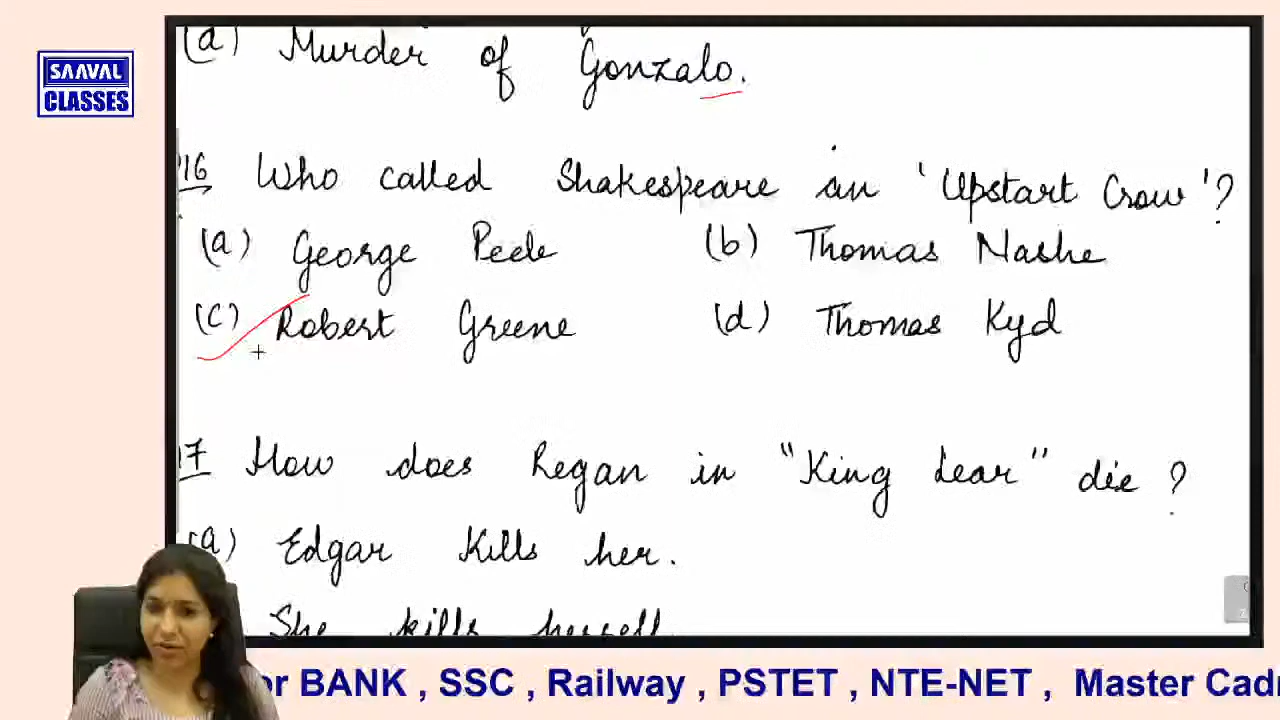 SAAVAL
CLASSES
(a) Murder of Gonzalo.
16 Who called Shakespeare an 'Upstart Crow'?
(a) George Peele (b) Thomas Nashe
(c) Robert Greene (d) Thomas Kyd
17 How does Regan in "King Lear" die ?
(a) Edgar kills her.
She kills herself.
or BANK , SSC , Railway , PSTET , NTE-NET , Master Cad